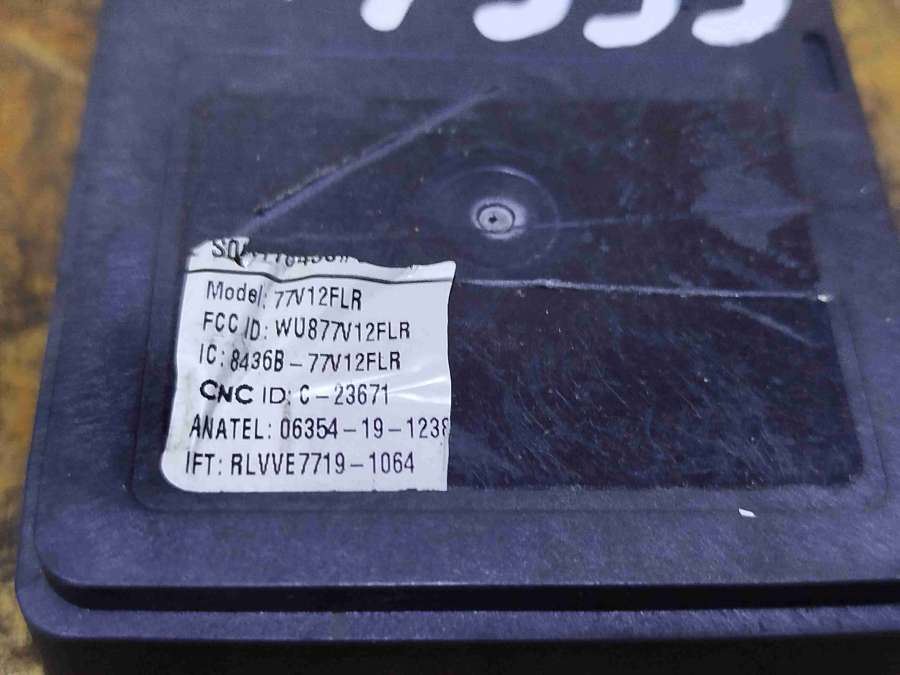 Model: 77V12FLR
FCC ID: WU877V12FLR
IC: 8436B-77V12FLR
CNC ID: C-23671
ANATEL: 06354-19-1238
IFT: RLVVE7719-1064